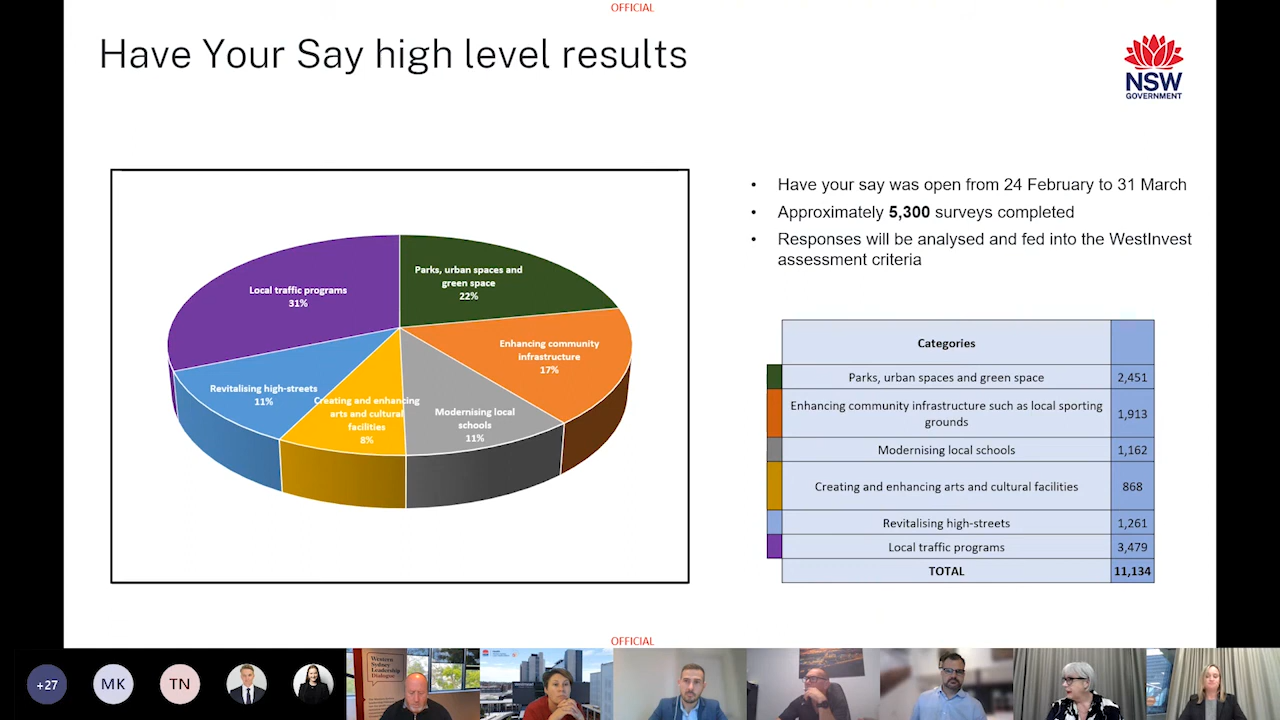 OFFICIAL
Have Your Say high level results
NSW
GOVERNMENT
Local traffic programs
31%
Parks, urban spaces and
green space
22%
Enhancing community
infrastructure
17%
Revitalising high-streets
11%
Creating and enhancing
arts and cultural
facilities
8%
Modernising local
schools
11%
• Have your say was open from 24 February to 31 March
• Approximately 5,300 surveys completed
• Responses will be analysed and fed into the WestInvest
assessment criteria
Categories
Parks, urban spaces and green space 2,451
Enhancing community infrastructure such as local sporting
grounds 1,913
Modernising local schools 1,162
Creating and enhancing arts and cultural facilities 868
Revitalising high-streets 1,261
Local traffic programs 3,479
TOTAL 11,134
OFFICIAL
+27
MK
TN
Western
Sydney
Leadership
Dialogue